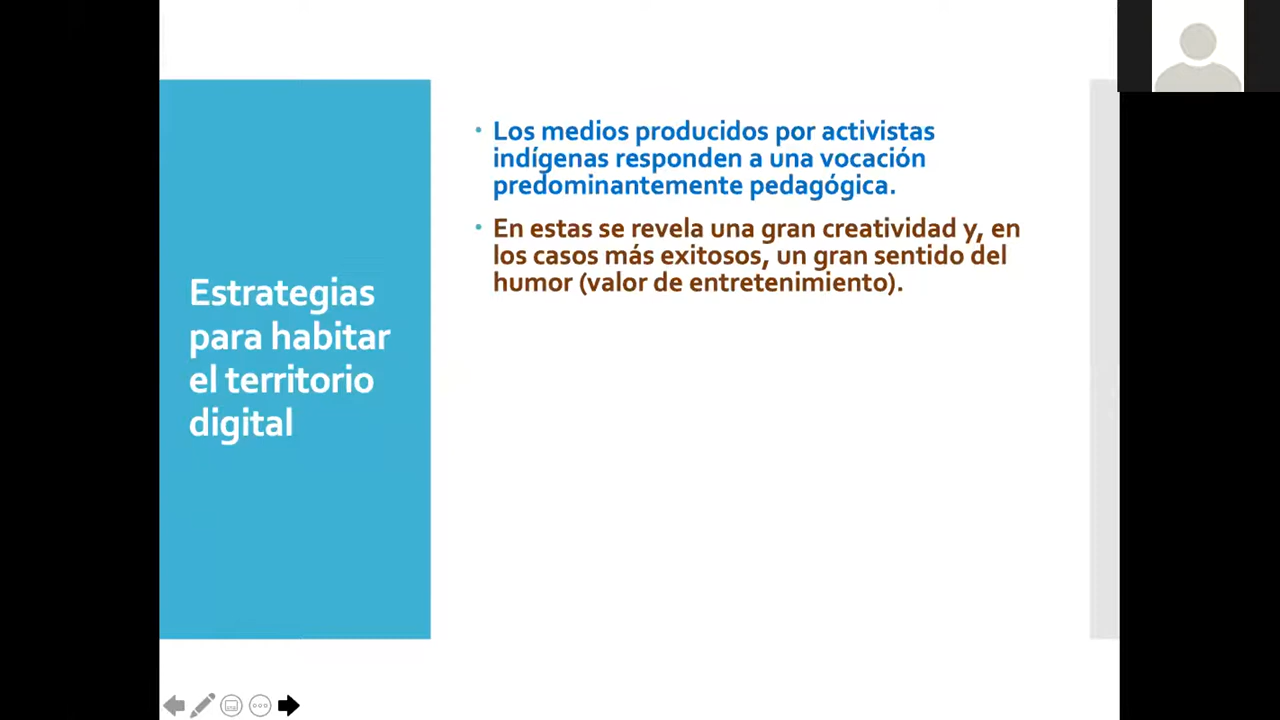 Estrategias
para habitar
el territorio
digital
• Los medios producidos por activistas
indígenas responden a una vocación
predominantemente pedagógica.
• En estas se revela una gran creatividad y, en
los casos más exitosos, un gran sentido del
humor (valor de entretenimiento).